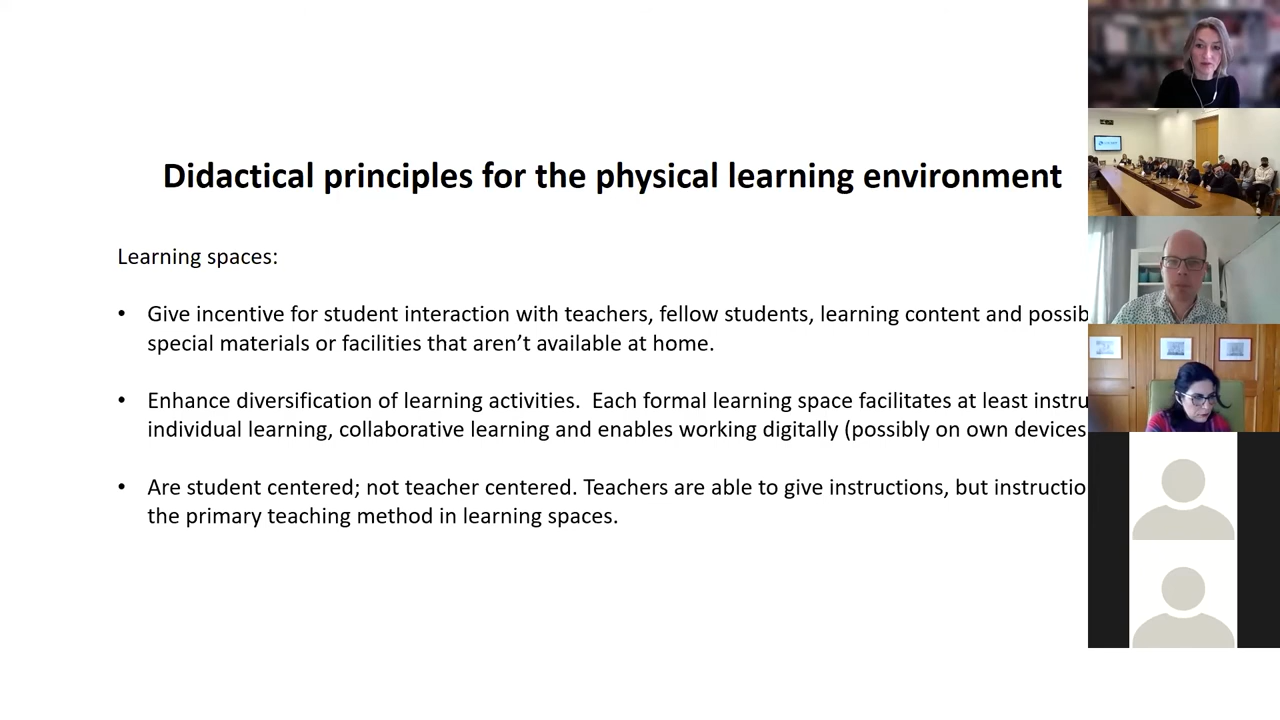 Didactical principles for the physical learning environment
Learning spaces:
• Give incentive for student interaction with teachers, fellow students, learning content and
special materials or facilities that aren’t available at home.
• Enhance diversification of learning activities.  Each formal learning space facilitates at least
individual learning, collaborative learning and enables working digitally (possibly on own devices
• Are student centered; not teacher centered. Teachers are able to give instructions, but
the primary teaching method in learning spaces.